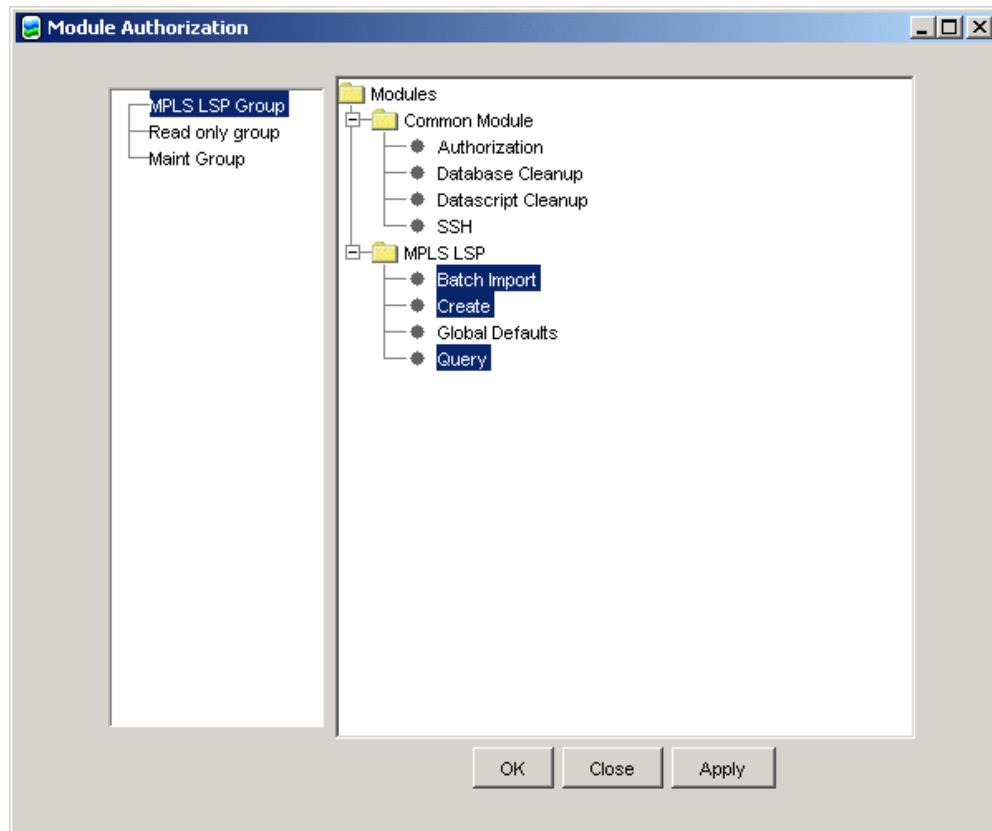 Module Authorization
MPLS LSP Group
Read only group
Maint Group
Modules
Common Module
Authorization
Database Cleanup
Datascript Cleanup
SSH
MPLS LSP
Batch Import
Create
Global Defaults
Query
OK Close Apply